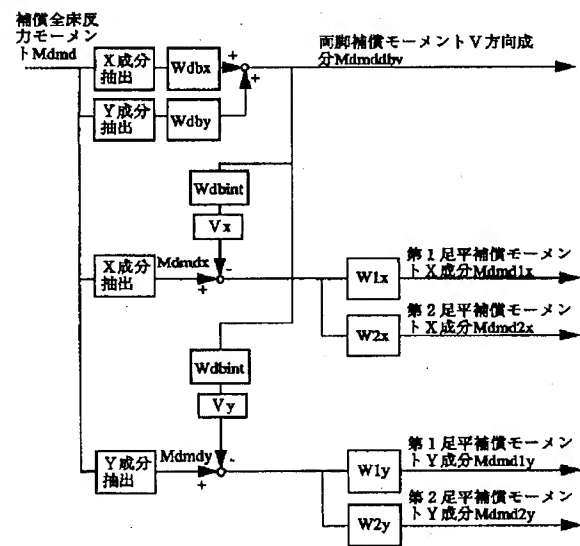 補償全床反
力モーメン
トMdmd
X成分
抽出
Wdbx
+
+
両脚補償モーメントV方向成
分Mdmddbv
Y成分
抽出
Wdby
Wdbint
Vx
X成分
抽出
Mdmdx
-
+
W1x
第1足平補償モーメン
トX成分Mdmd1x
W2x
第2足平補償モーメン
トX成分Mdmd2x
Wdbint
Vy
Y成分
抽出
Mdmdy
-
+
W1y
第1足平補償モーメン
トY成分Mdmd1y
W2y
第2足平補償モーメン
トY成分Mdmd2y